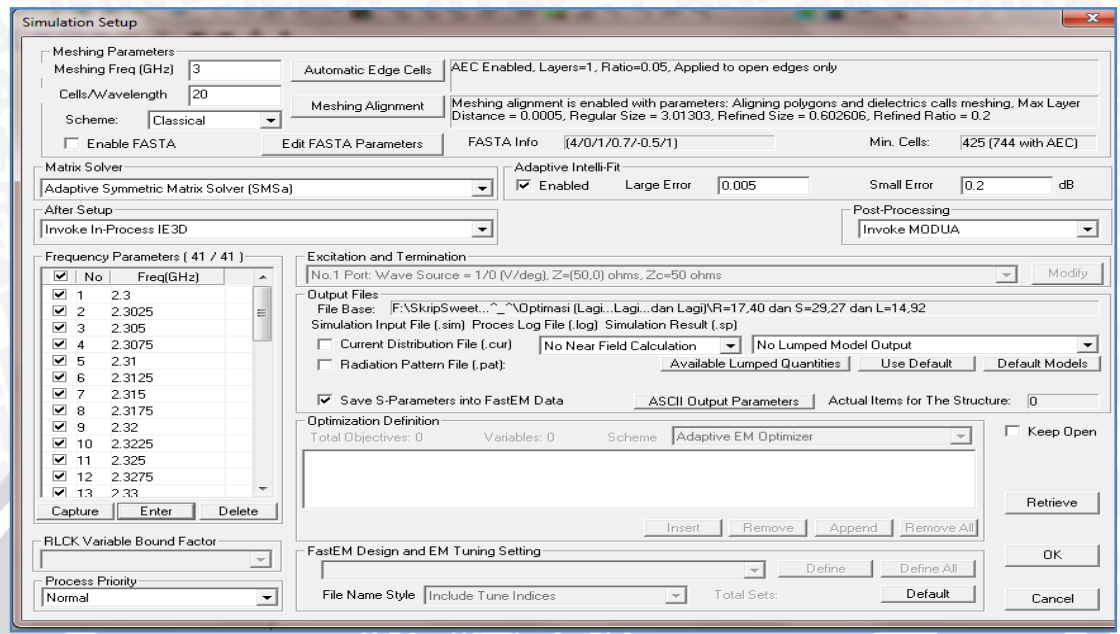 Simulation Setup
Meshing Parameters
Meshing Freq (GHz) 3 Automatic Edge Cells AEC Enabled, Layers=1, Ratio=0.05, Applied to open edges only
Cells/Wavelength 20
Meshing Alignment Meshing alignment is enabled with parameters: Aligning polygons and dielectrics calls meshing, Max Layer
Distance = 0.0005, Regular Size = 3.01303, Refined Size = 0.602606, Refined Ratio = 0.2
Scheme: Classical
Enable FASTA Edit FASTA Parameters FASTA Info (4/0/1/0.7/-0.5/1) Min. Cells: 425 (744 with AEC)
Matrix Solver
Adaptive Symmetric Matrix Solver (SMSa)
Adaptive Intelli-Fit
Enabled Large Error 0.005 Small Error 0.2 dB
After Setup
Invoke In-Process IE3D
Post-Processing
Invoke MODUA
Frequency Parameters ( 41 / 41 )
No Freq(GHz)
1 2.3
2 2.3025
3 2.305
4 2.3075
5 2.31
6 2.3125
7 2.315
8 2.3175
9 2.32
10 2.3225
11 2.325
12 2.3275
13 2.33
Capture Enter Delete
RLCK Variable Bound Factor
Process Priority
Normal
Excitation and Termination
No.1 Port: Wave Source = 1/0 (V/deg), Z=(50,0) ohms, Zc=50 ohms Modify
Output Files
File Base: F:\SkripSweet...^_^\Optimasi (Lagi...Lagi...dan Lagi)\R=17,40 dan S=29,27 dan L=14,92
Simulation Input File (.sim) Proces Log File (.log) Simulation Result (.sp)
Current Distribution File (.cur) No Near Field Calculation No Lumped Model Output
Radiation Pattern File (.pat): Available Lumped Quantities Use Default Default Models
Save S-Parameters into FastEM Data ASCII Output Parameters Actual Items for The Structure: 0
Optimization Definition
Total Objectives: 0 Variables: 0 Scheme Adaptive EM Optimizer
Insert Remove Append Remove All
FastEM Design and EM Tuning Setting
Define Define All
File Name Style Include Tune Indices Total Sets: Default
Keep Open
Retrieve
OK
Cancel